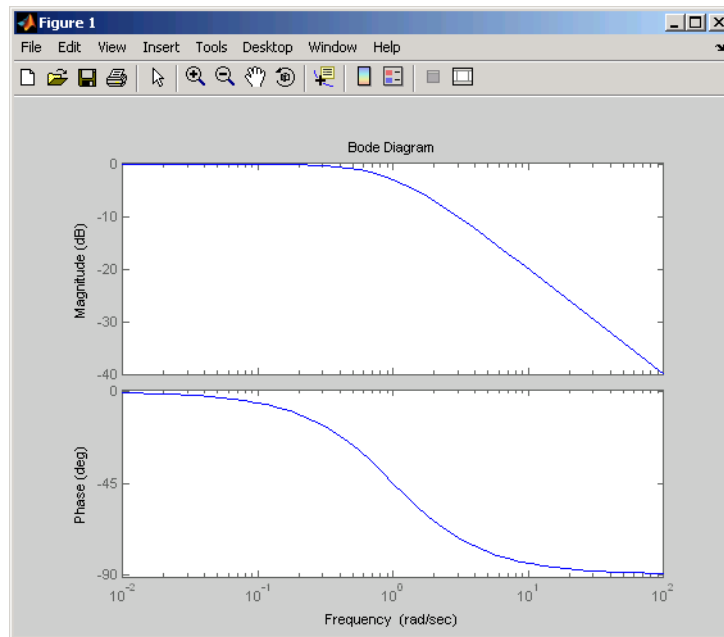 Figure 1
File Edit View Insert Tools Desktop Window Help
Bode Diagram
Magnitude (dB)
0
-10
-20
-30
-40
Phase (deg)
0
-45
-90
10^-2 10^-1 10^0 10^1 10^2
Frequency (rad/sec)